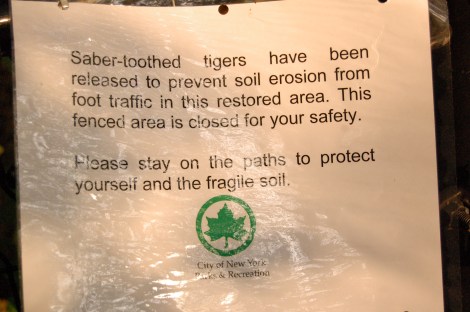 Saber-toothed tigers have been
released to prevent soil erosion from
foot traffic in this restored area. This
fenced area is closed for your safety.
Please stay on the paths to protect
yourself and the fragile soil.
City of New York
Parks & Recreation